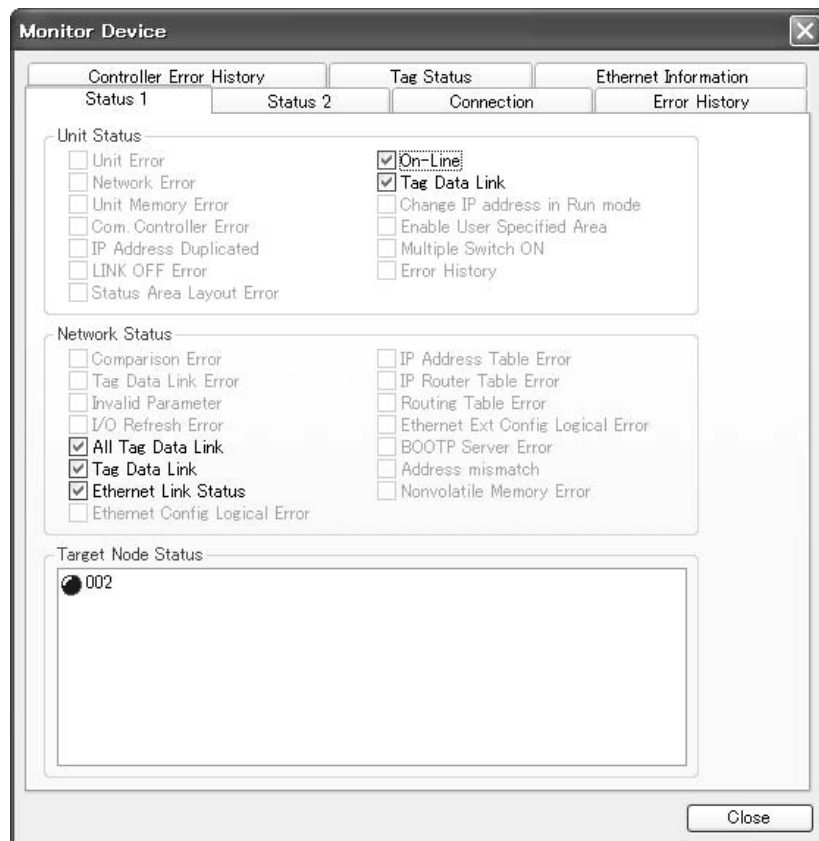 Monitor Device
Controller Error History Tag Status Ethernet Information
Status 1 Status 2 Connection Error History
Unit Status
Unit Error
Network Error
Unit Memory Error
Com. Controller Error
IP Address Duplicated
LINK OFF Error
Status Area Layout Error
On-Line
Tag Data Link
Change IP address in Run mode
Enable User Specified Area
Multiple Switch ON
Error History
Network Status
Comparison Error
Tag Data Link Error
Invalid Parameter
I/O Refresh Error
All Tag Data Link
Tag Data Link
Ethernet Link Status
Ethernet Config Logical Error
IP Address Table Error
IP Router Table Error
Routing Table Error
Ethernet Ext Config Logical Error
BOOTP Server Error
Address mismatch
Nonvolatile Memory Error
Target Node Status
002
Close